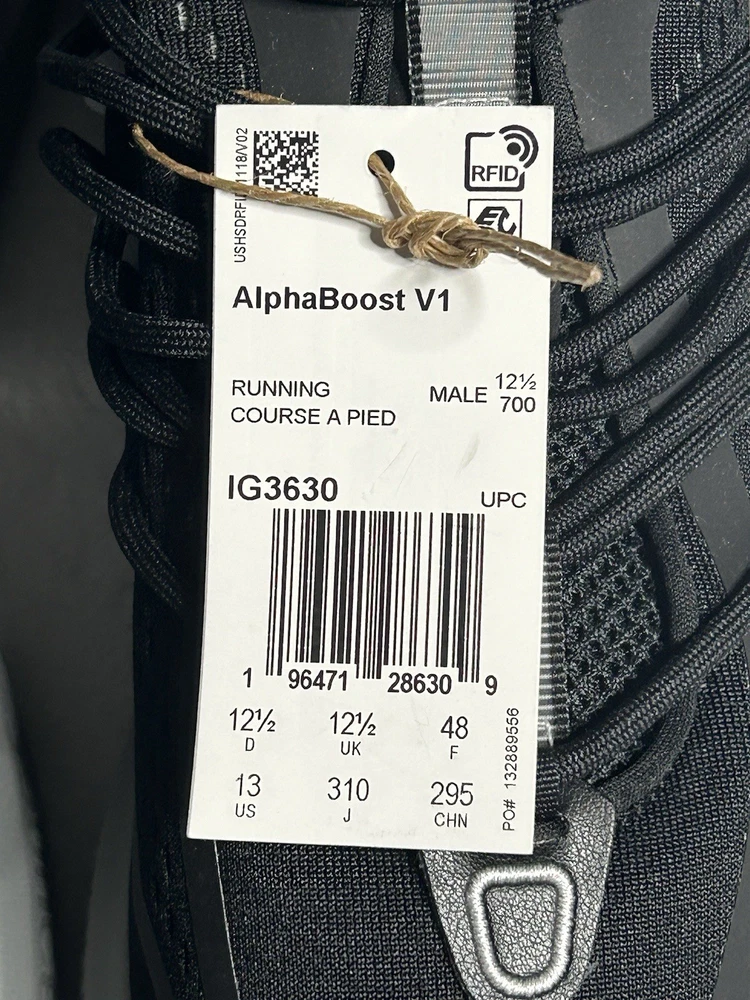 RFID
AlphaBoost V1
RUNNING
COURSE A PIED
MALE 12½
700
IG3630
UPC
1 96471 28630 9
12½ 12½ 48
D UK F
13 310 295
US J CHN
PO# 132889556